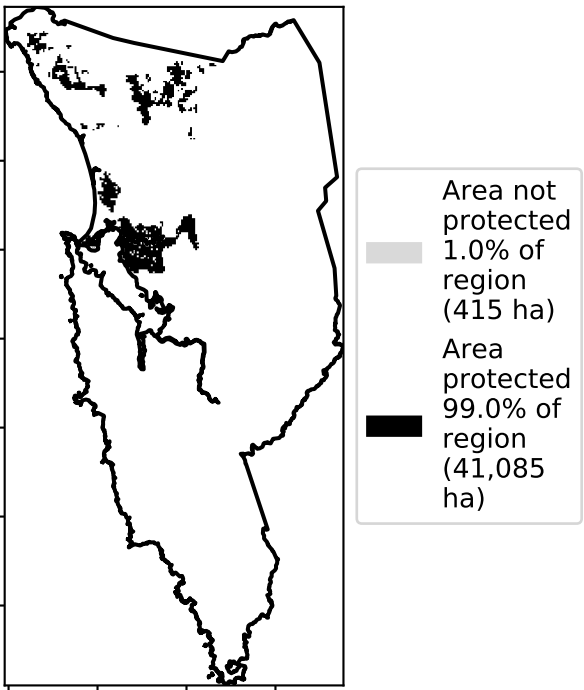 Area not
protected
1.0% of
region
(415 ha)
Area
protected
99.0% of
region
(41,085
ha)